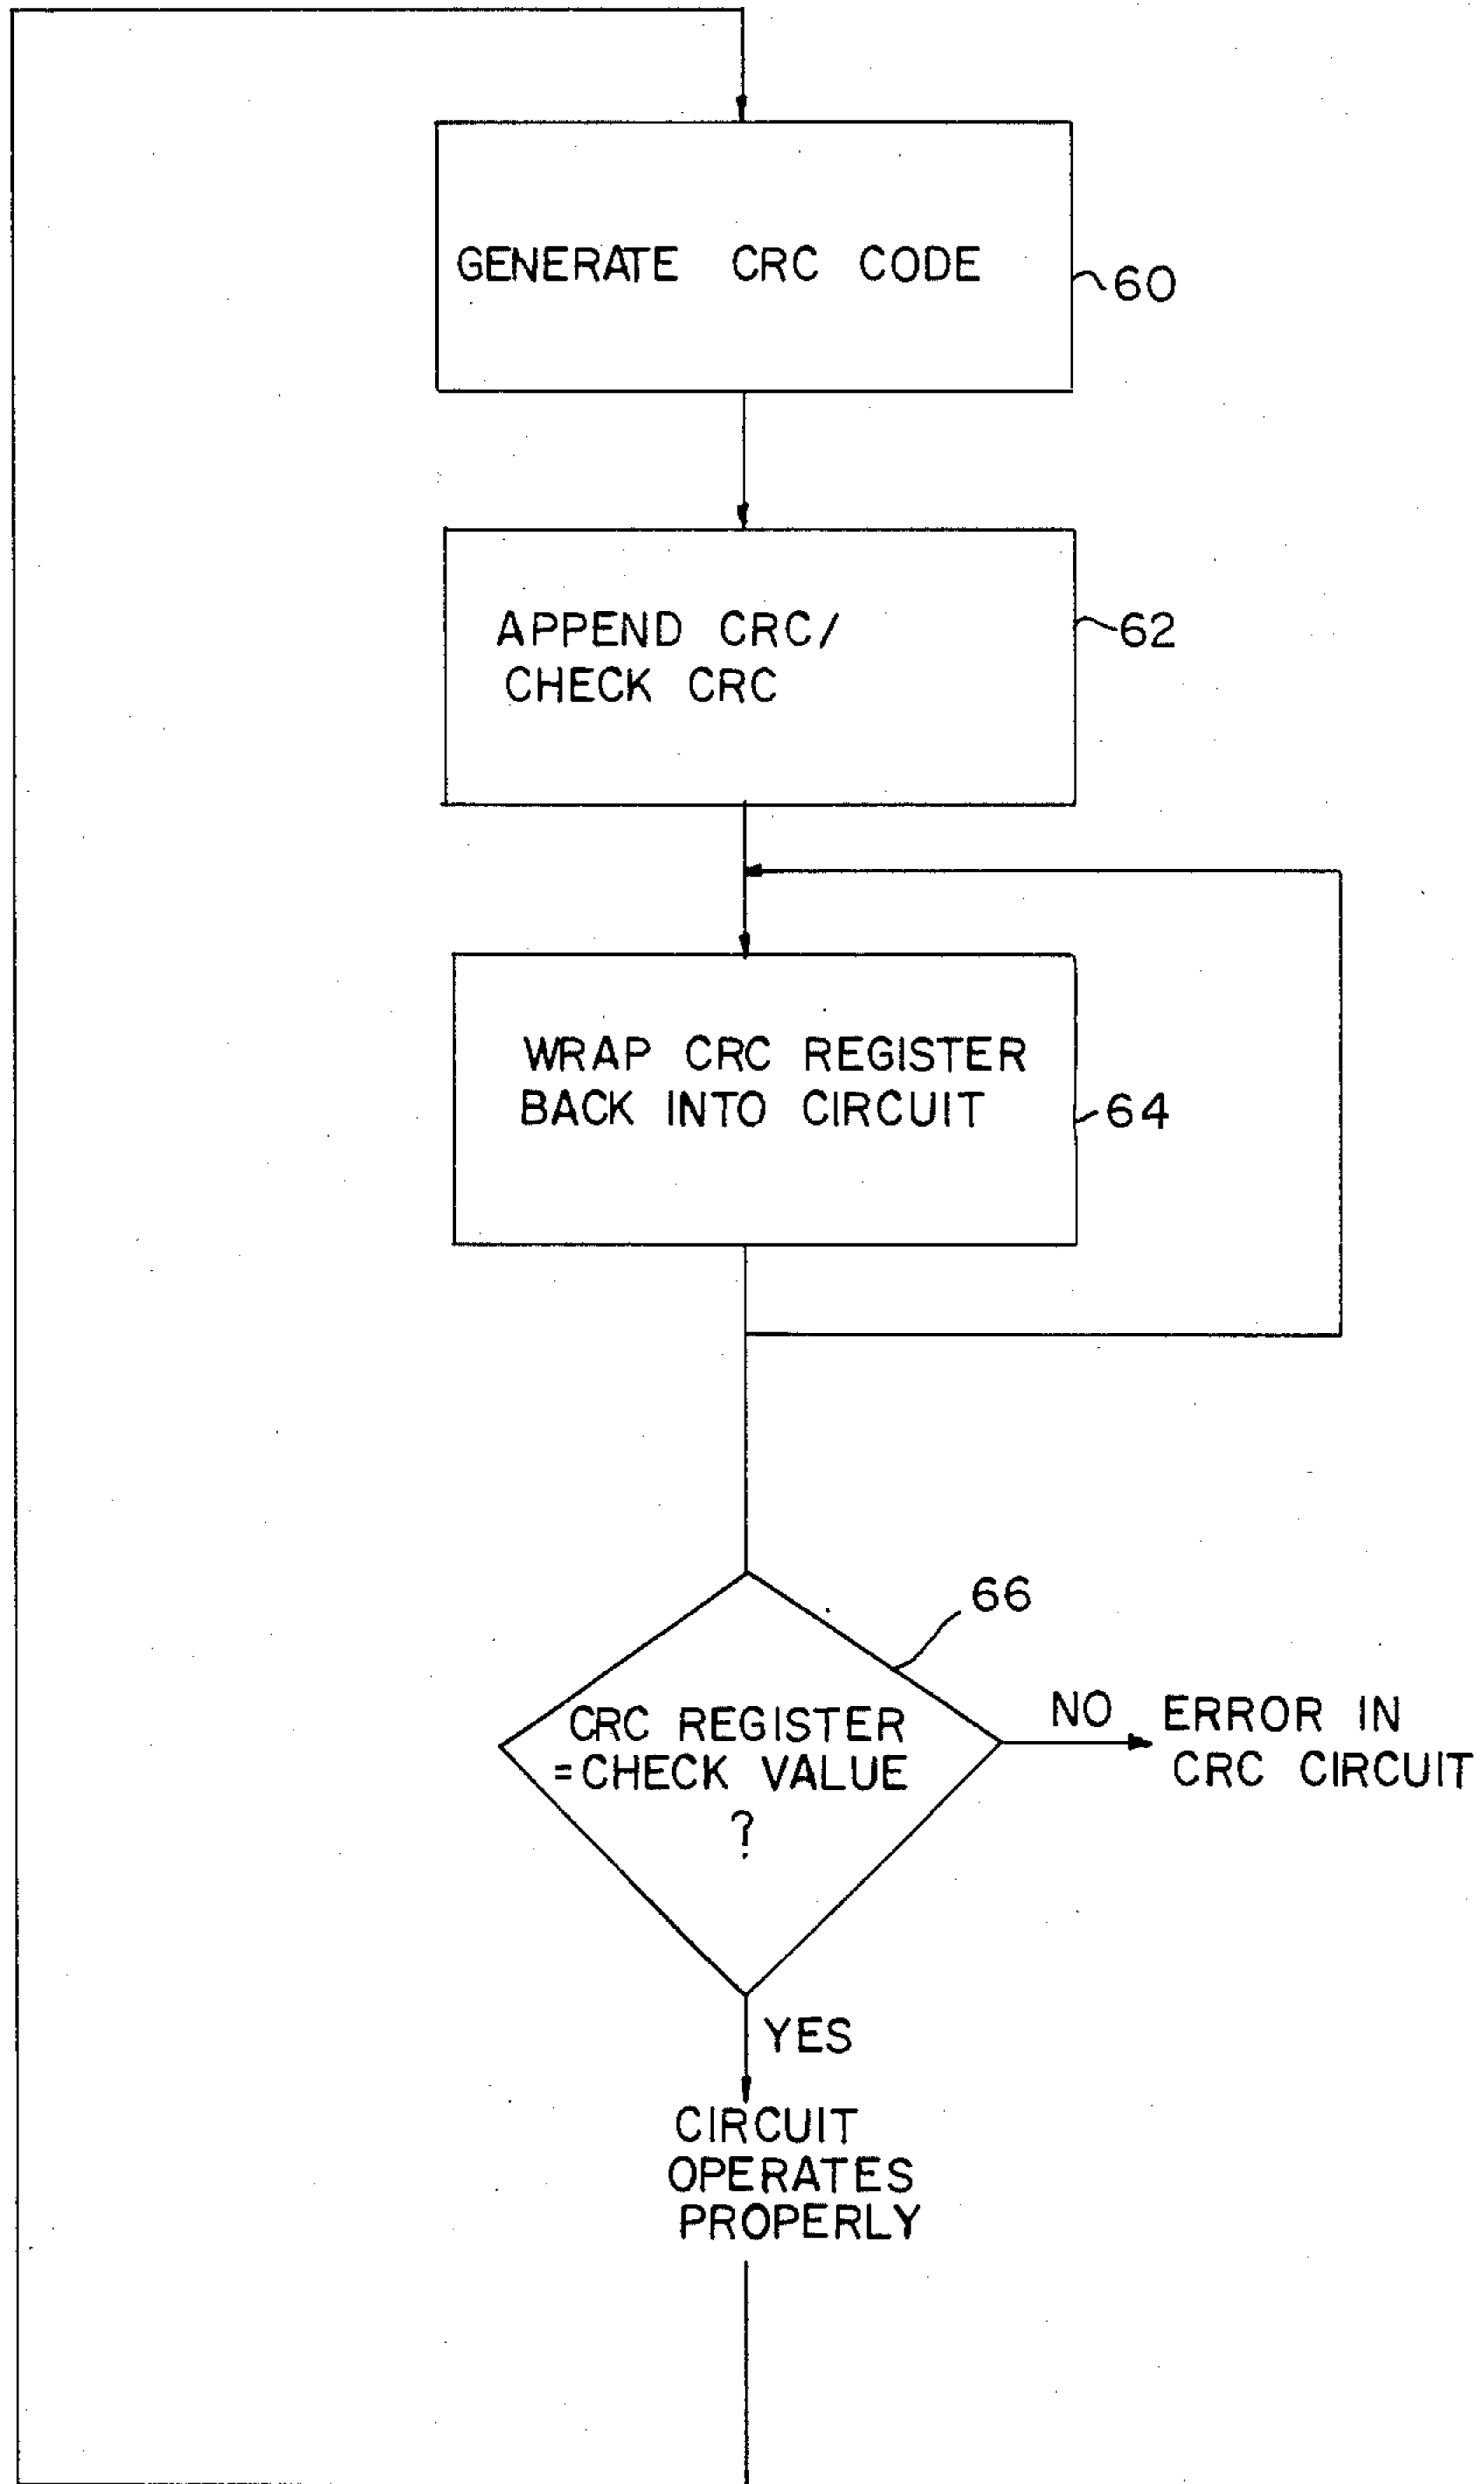 GENERATE CRC CODE
60
APPEND CRC/
CHECK CRC
62
WRAP CRC REGISTER
BACK INTO CIRCUIT
64
66
CRC REGISTER
=CHECK VALUE
?
NO
ERROR IN
CRC CIRCUIT
YES
CIRCUIT
OPERATES
PROPERLY